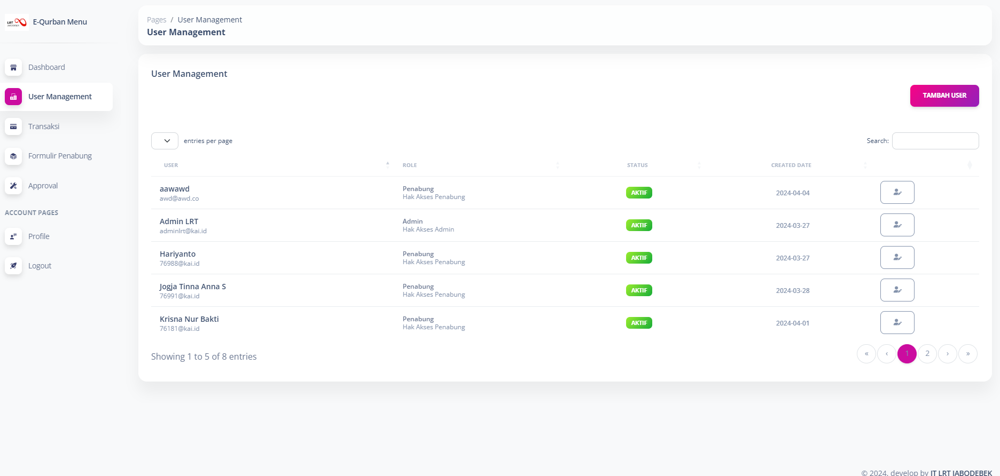 LRT
JABODEBEK
E-Qurban Menu
Dashboard
User Management
Transaksi
Formulir Penabung
Approval
ACCOUNT PAGES
Profile
Logout
Pages / User Management
User Management
User Management
TAMBAH USER
entries per page
Search:
USER ROLE STATUS CREATED DATE
aawawd
awd@awd.co
Penabung
Hak Akses Penabung
AKTIF
2024-04-04
Admin LRT
adminlrt@kai.id
Admin
Hak Akses Admin
AKTIF
2024-03-27
Hariyanto
76988@kai.id
Penabung
Hak Akses Penabung
AKTIF
2024-03-27
Jogja Tinna Anna S
76991@kai.id
Penabung
Hak Akses Penabung
AKTIF
2024-03-28
Krisna Nur Bakti
76181@kai.id
Penabung
Hak Akses Penabung
AKTIF
2024-04-01
Showing 1 to 5 of 8 entries
« ‹ 1 2 › »
© 2024, develop by IT LRT JABODEBEK